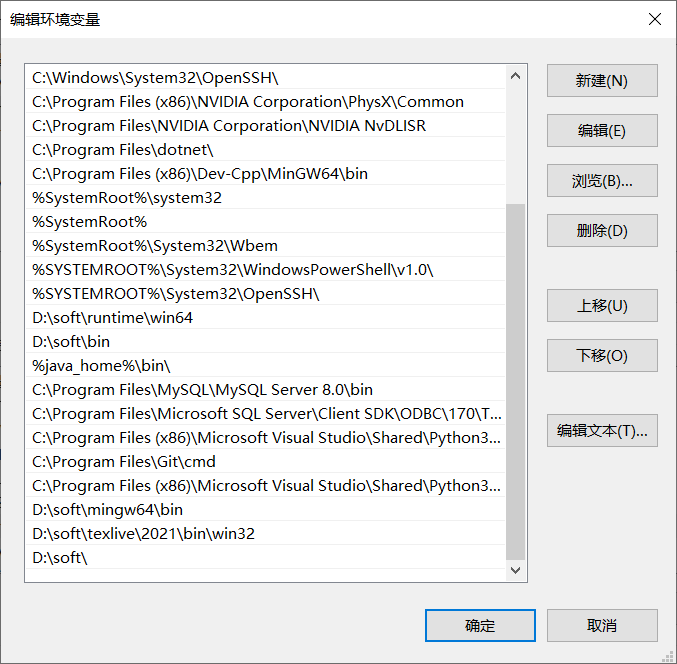 编辑环境变量
C:\Windows\System32\OpenSSH\
C:\Program Files (x86)\NVIDIA Corporation\PhysX\Common
C:\Program Files\NVIDIA Corporation\NVIDIA NvDLISR
C:\Program Files\dotnet\
C:\Program Files (x86)\Dev-Cpp\MinGW64\bin
%SystemRoot%\system32
%SystemRoot%
%SystemRoot%\System32\Wbem
%SYSTEMROOT%\System32\WindowsPowerShell\v1.0\
%SYSTEMROOT%\System32\OpenSSH\
D:\soft\runtime\win64
D:\soft\bin
%java_home%\bin\
C:\Program Files\MySQL\MySQL Server 8.0\bin
C:\Program Files\Microsoft SQL Server\Client SDK\ODBC\170\T...
C:\Program Files (x86)\Microsoft Visual Studio\Shared\Python3...
C:\Program Files\Git\cmd
C:\Program Files (x86)\Microsoft Visual Studio\Shared\Python3...
D:\soft\mingw64\bin
D:\soft\texlive\2021\bin\win32
D:\soft\
新建(N)
编辑(E)
浏览(B)...
删除(D)
上移(U)
下移(O)
编辑文本(T)...
确定
取消